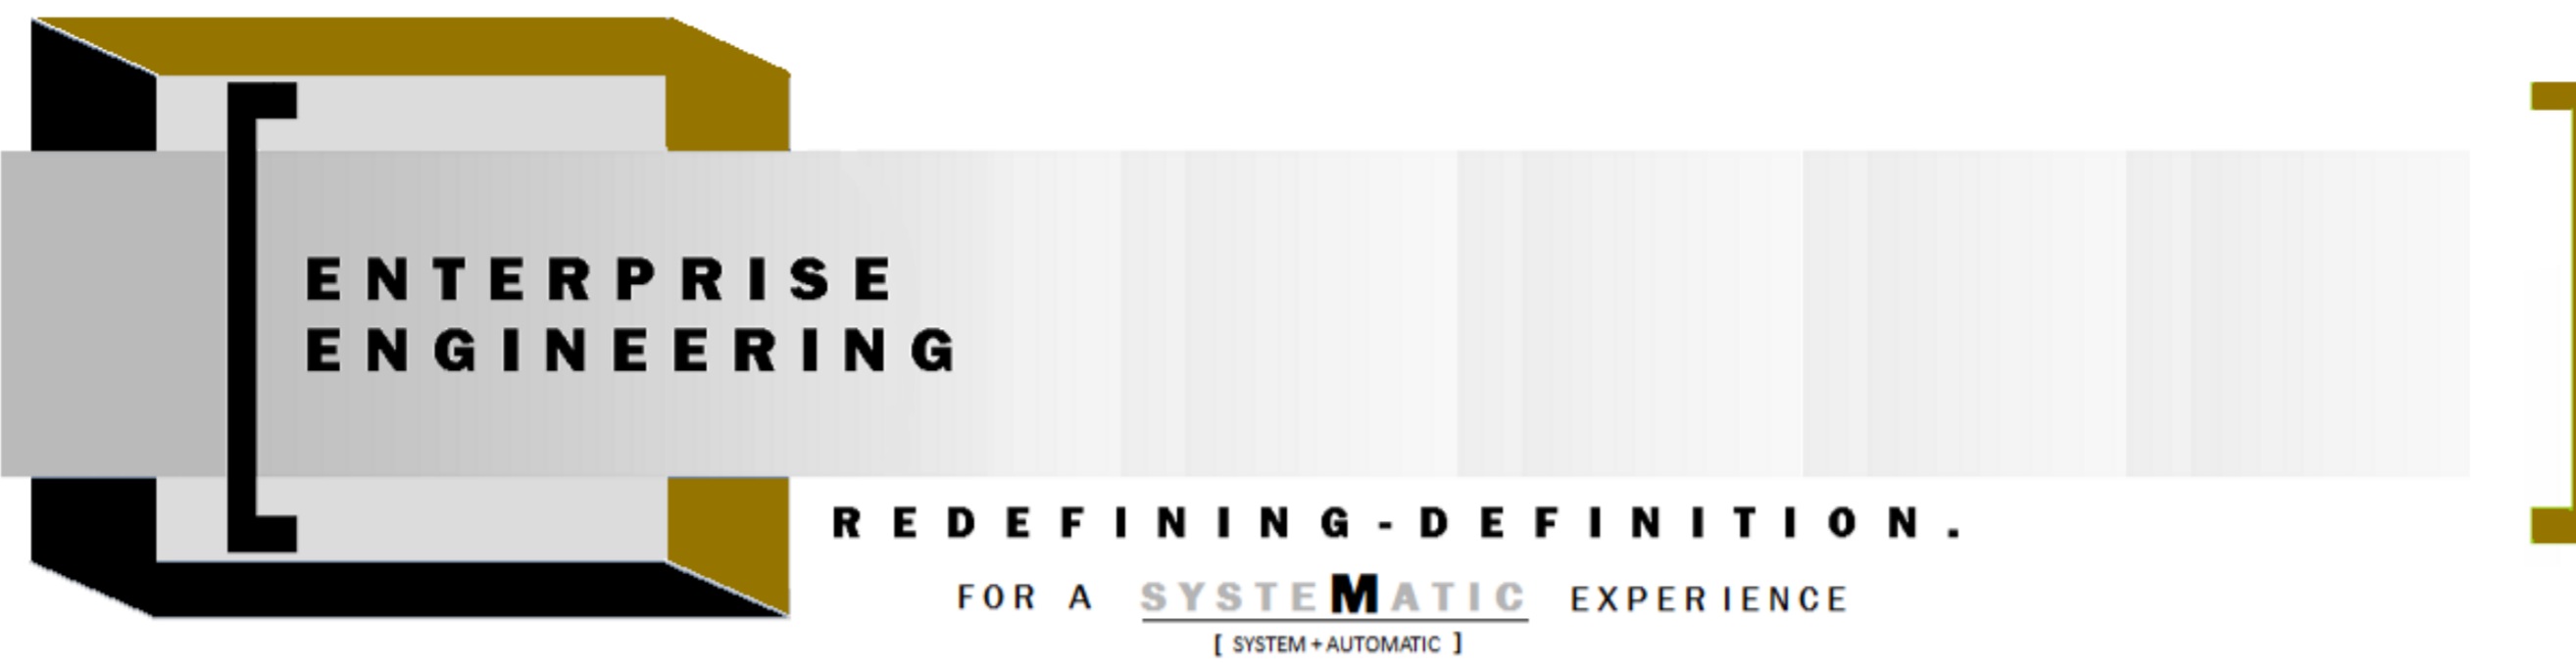 ENTERPRISE
ENGINEERING
REDEFINING-DEFINITION.
FOR A SYSTEMATIC EXPERIENCE
[ SYSTEM + AUTOMATIC ]